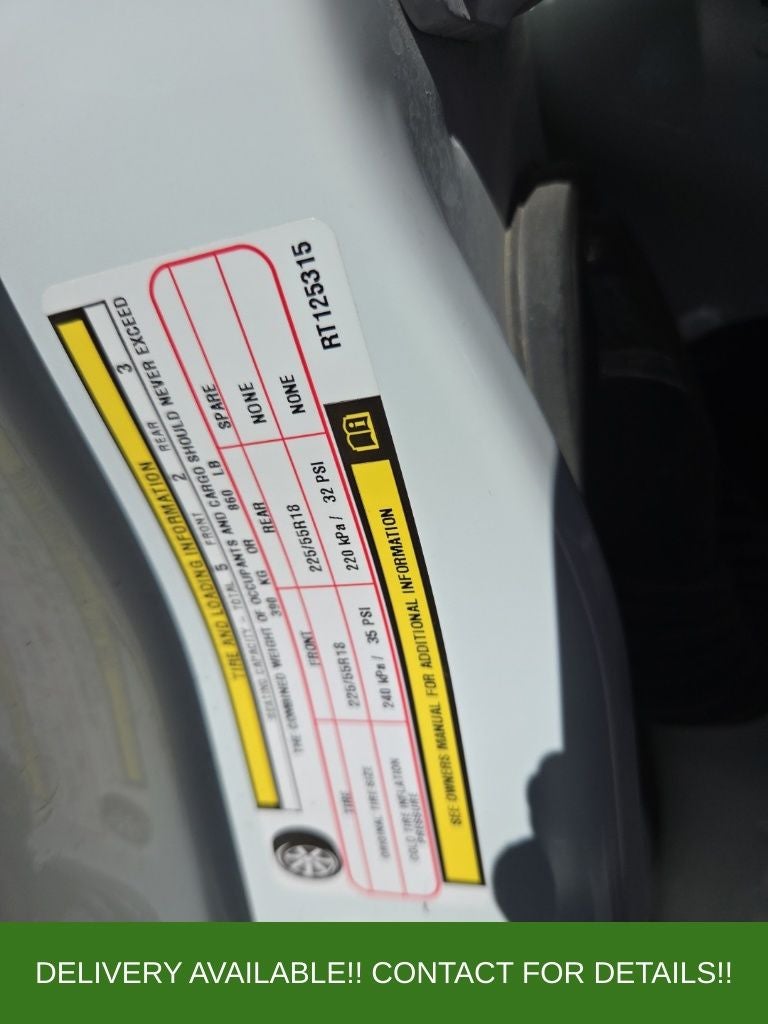 TIRE AND LOADING INFORMATION
SEATING CAPACITY - TOTAL 5 FRONT 2 REAR 3
THE COMBINED WEIGHT OF OCCUPANTS AND CARGO SHOULD NEVER EXCEED
390 KG OR 860 LB
TIRE FRONT REAR SPARE
ORIGINAL TIRE SIZE 225/55R18 225/55R18 NONE
COLD TIRE INFLATION PRESSURE 240 kPa / 35 PSI 220 kPa / 32 PSI NONE
SEE OWNERS MANUAL FOR ADDITIONAL INFORMATION
RT125315
DELIVERY AVAILABLE!! CONTACT FOR DETAILS!!